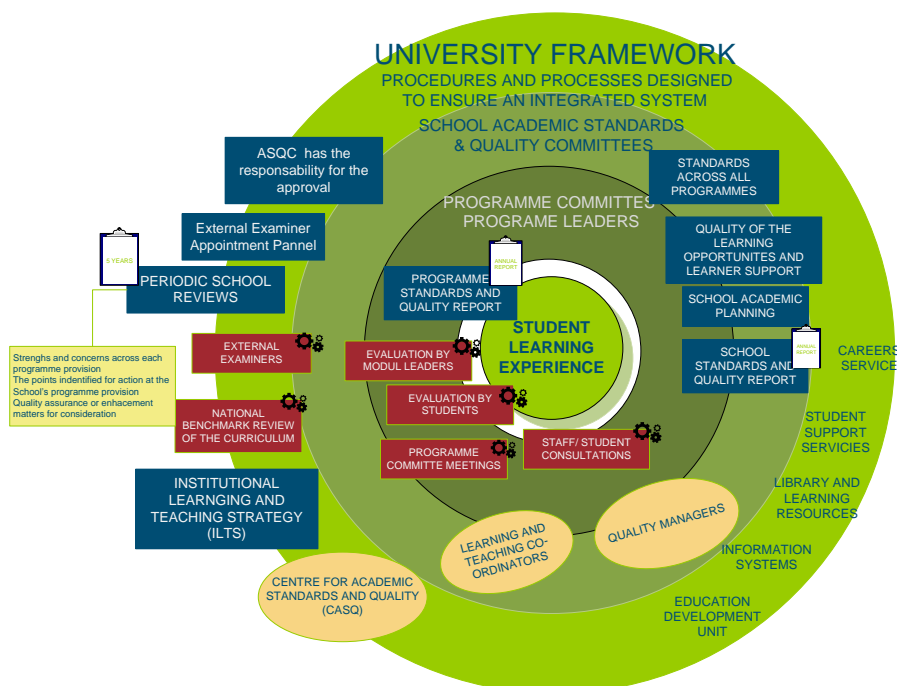 UNIVERSITY FRAMEWORK
PROCEDURES AND PROCESSES DESIGNED
TO ENSURE AN INTEGRATED SYSTEM
SCHOOL ACADEMIC STANDARDS
& QUALITY COMMITTEES
ASQC has the
responsability for the
approval
STANDARDS
ACROSS ALL
PROGRAMMES
PROGRAMME COMMITTES
PROGRAME LEADERS
External Examiner
Appointment Pannel
QUALITY OF THE
LEARNING
OPPORTUNITES AND
LEARNER SUPPORT
5 YEARS
PERIODIC SCHOOL
REVIEWS
ANNUAL
REPORT
PROGRAMME
STANDARDS AND
QUALITY REPORT
SCHOOL ACADEMIC
PLANNING
STUDENT
LEARNING
EXPERIENCE
EXTERNAL
EXAMINERS
EVALUATION BY
MODUL LEADERS
SCHOOL
STANDARDS AND
QUALITY REPORT
ANNUAL
REPORT
CAREERS
SERVICE
Strenghs and concerns across each
programme provision
The points indentified for action at the
School's programme provision
Quality assurance or enhacement
matters for consideration
EVALUATION BY
STUDENTS
NATIONAL
BENCHMARK REVIEW
OF THE CURRICULUM
STUDENT
SUPPORT
SERVICIES
PROGRAMME
COMMITTE MEETINGS
STAFF/ STUDENT
CONSULTATIONS
INSTITUTIONAL
LEARNGING AND
TEACHING STRATEGY
(ILTS)
LIBRARY AND
LEARNING
RESOURCES
QUALITY MANAGERS
LEARNING AND
TEACHING CO-
ORDINATORS
INFORMATION
SYSTEMS
CENTRE FOR ACADEMIC
STANDARDS AND QUALITY
(CASQ)
EDUCATION
DEVELOPMENT
UNIT